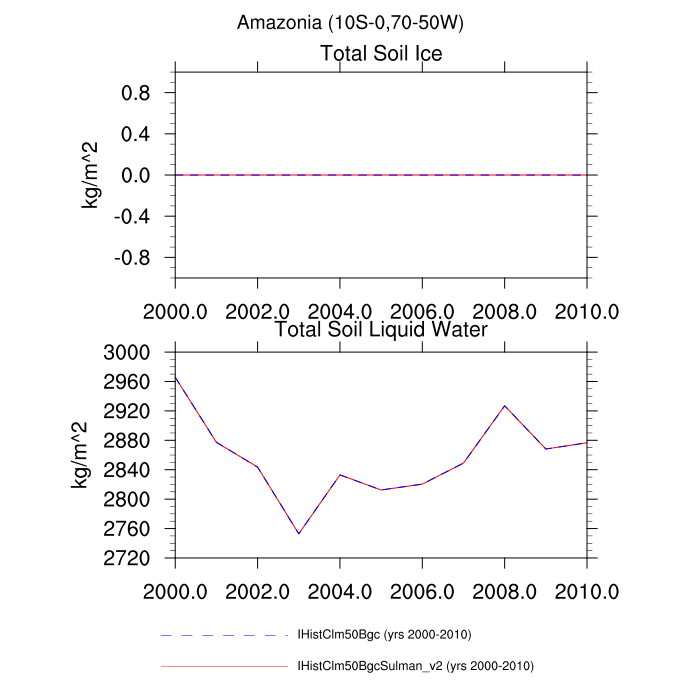 Amazonia (10S-0,70-50W)
Total Soil Ice
0.8
0.4
0.0
-0.4
-0.8
kg/m^2
2000.0 2002.0 2004.0 2006.0 2008.0 2010.0
Total Soil Liquid Water
3000
2960
2920
2880
2840
2800
2760
2720
kg/m^2
2000.0 2002.0 2004.0 2006.0 2008.0 2010.0
IHistClm50Bgc (yrs 2000-2010)
IHistClm50BgcSulman_v2 (yrs 2000-2010)